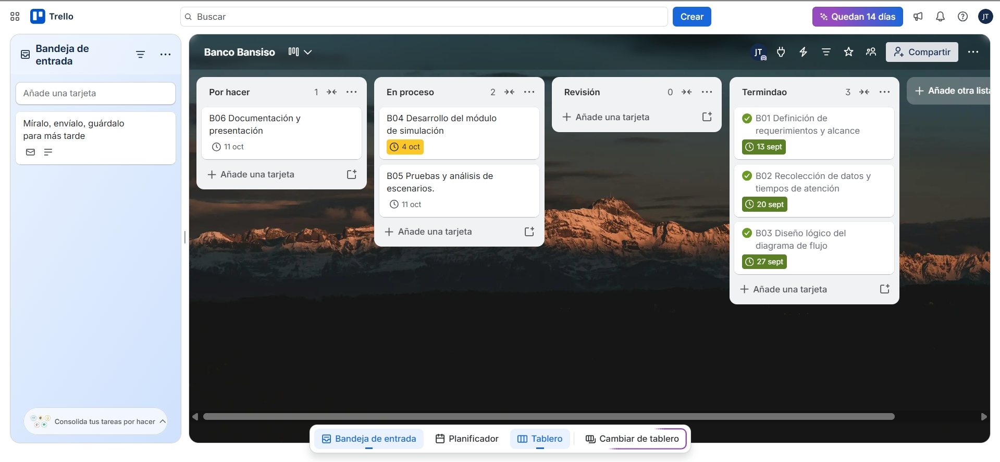 Trello
Buscar
Crear
Quedan 14 días
JT
Bandeja de
entrada
Añade una tarjeta
Míralo, envíalo, guárdalo
para más tarde
Consolida tus tareas por hacer
Banco Bansiso
JT
Compartir
Por hacer
1
B06 Documentación y
presentación
11 oct
Añade una tarjeta
En proceso
2
B04 Desarrollo del módulo
de simulación
4 oct
B05 Pruebas y análisis de
escenarios.
11 oct
Añade una tarjeta
Revisión
0
Añade una tarjeta
Termindao
3
B01 Definición de
requerimientos y alcance
13 sept
B02 Recolección de datos y
tiempos de atención
20 sept
B03 Diseño lógico del
diagrama de flujo
27 sept
Añade una tarjeta
Añade otra lista
Bandeja de entrada
Planificador
Tablero
Cambiar de tablero